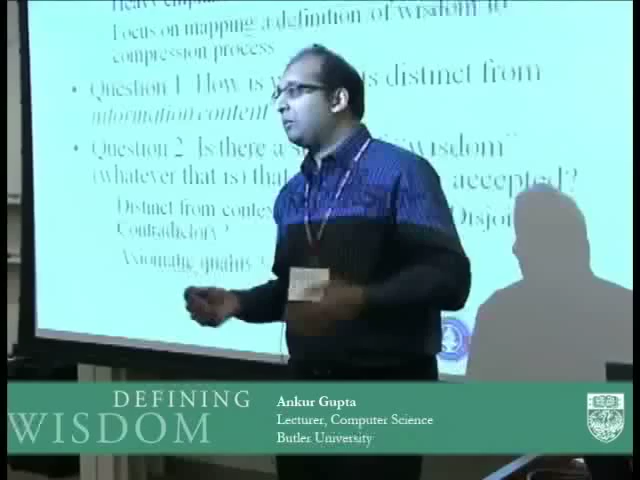 Focus on mapping a definition of wisdom to
compression process
• Question 1 How is distinct from
information content
• Question 2 Is there a "wisdom"
(whatever that is) accepted?
Distinct from
Contradictory?
Axiomatic quality
DEFINING
WISDOM
Ankur Gupta
Lecturer, Computer Science
Butler University